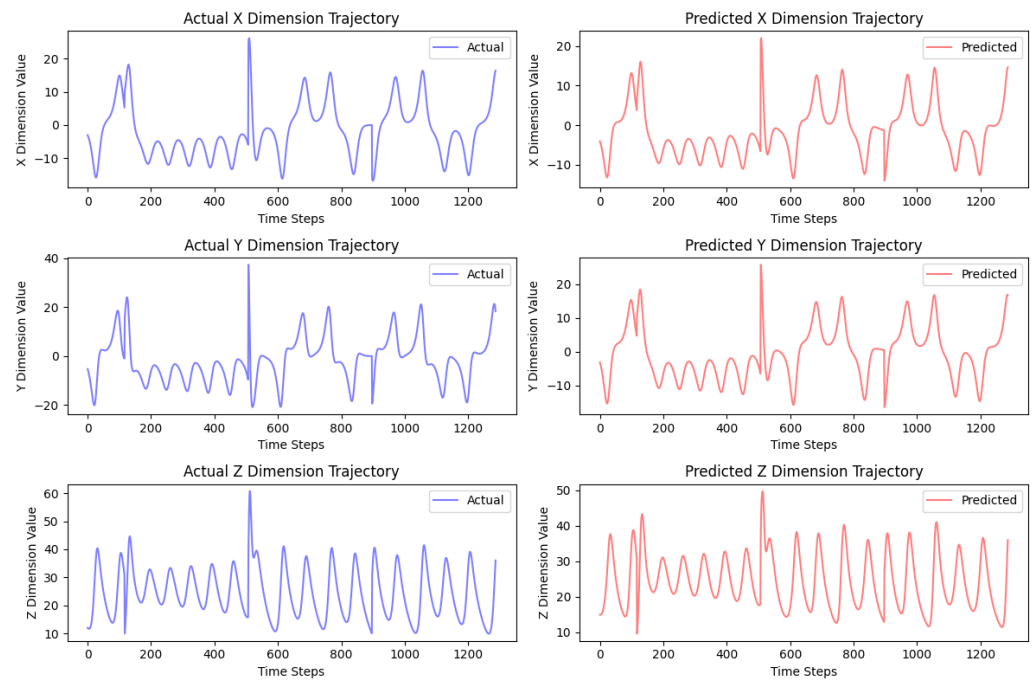 Actual X Dimension Trajectory
X Dimension Value
20
10
0
−10
Actual
0 200 400 600 800 1000 1200
Time Steps
Predicted X Dimension Trajectory
X Dimension Value
20
10
0
−10
Predicted
0 200 400 600 800 1000 1200
Time Steps
Actual Y Dimension Trajectory
Y Dimension Value
40
20
0
−20
Actual
0 200 400 600 800 1000 1200
Time Steps
Predicted Y Dimension Trajectory
Y Dimension Value
20
10
0
−10
Predicted
0 200 400 600 800 1000 1200
Time Steps
Actual Z Dimension Trajectory
Z Dimension Value
60
50
40
30
20
10
Actual
0 200 400 600 800 1000 1200
Time Steps
Predicted Z Dimension Trajectory
Z Dimension Value
50
40
30
20
10
Predicted
0 200 400 600 800 1000 1200
Time Steps